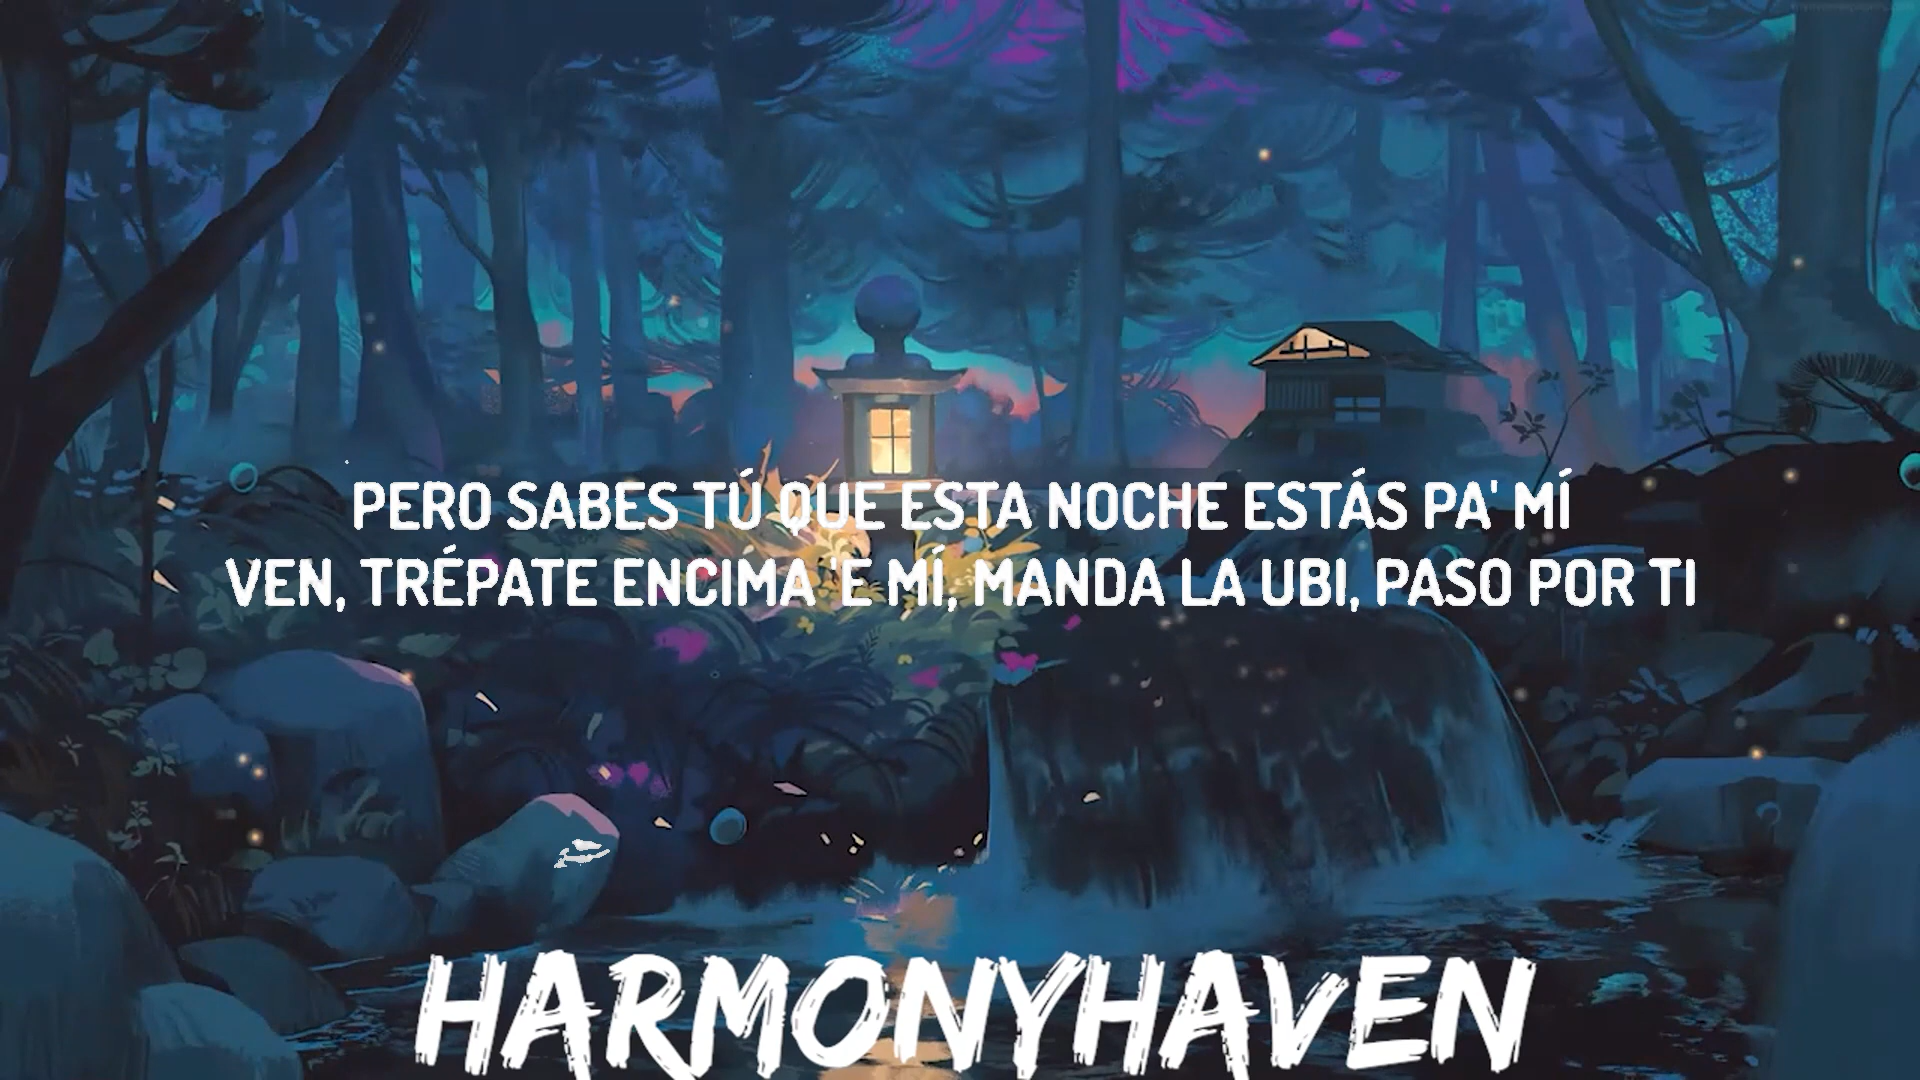 PERO SABES TÚ QUE ESTA NOCHE ESTÁS PA' MÍ
VEN, TRÉPATE ENCIMA 'E MÍ, MANDA LA UBI, PASO POR TI
HARMONYHAVEN